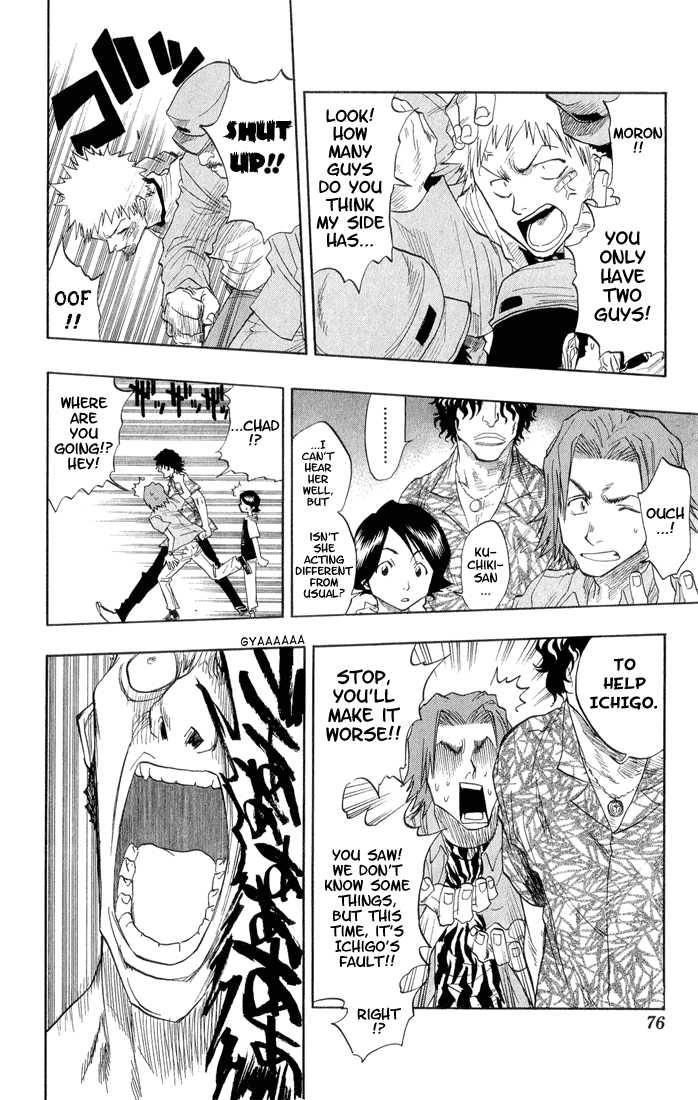 MORON
!!
YOU
ONLY
HAVE
TWO
GUYS!
LOOK!
HOW
MANY
GUYS
DO YOU
THINK
MY SIDE
HAS...
SHUT
UP!!
ゴッ
OOF
!!
OUCH
...!
KU-
CHIKI-
SAN
.........
...I
CAN'T
HEAR
HER
WELL,
BUT
ISN'T
SHE
ACTING
DIFFERENT
FROM
USUAL?
...CHAD
!?
WHERE
ARE
YOU
GOING!?
HEY!
TO
HELP
ICHIGO.
STOP,
YOU'LL
MAKE IT
WORSE!!
YOU SAW!
WE DON'T
KNOW SOME
THINGS,
BUT THIS
TIME, IT'S
ICHIGO'S
FAULT!!
RIGHT
!?
GYAAAAAA
76